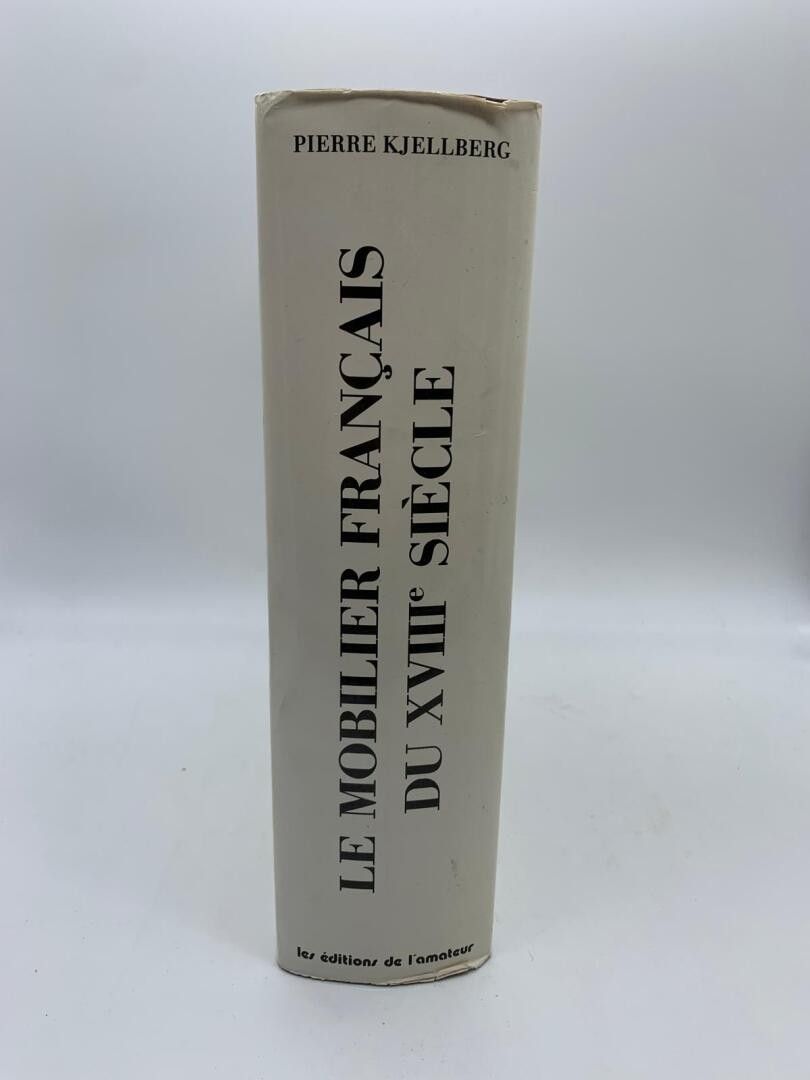 PIERRE KJELLBERG
LE MOBILIER FRANÇAIS
DU XVIIIe SIÈCLE
les éditions de l'amateur